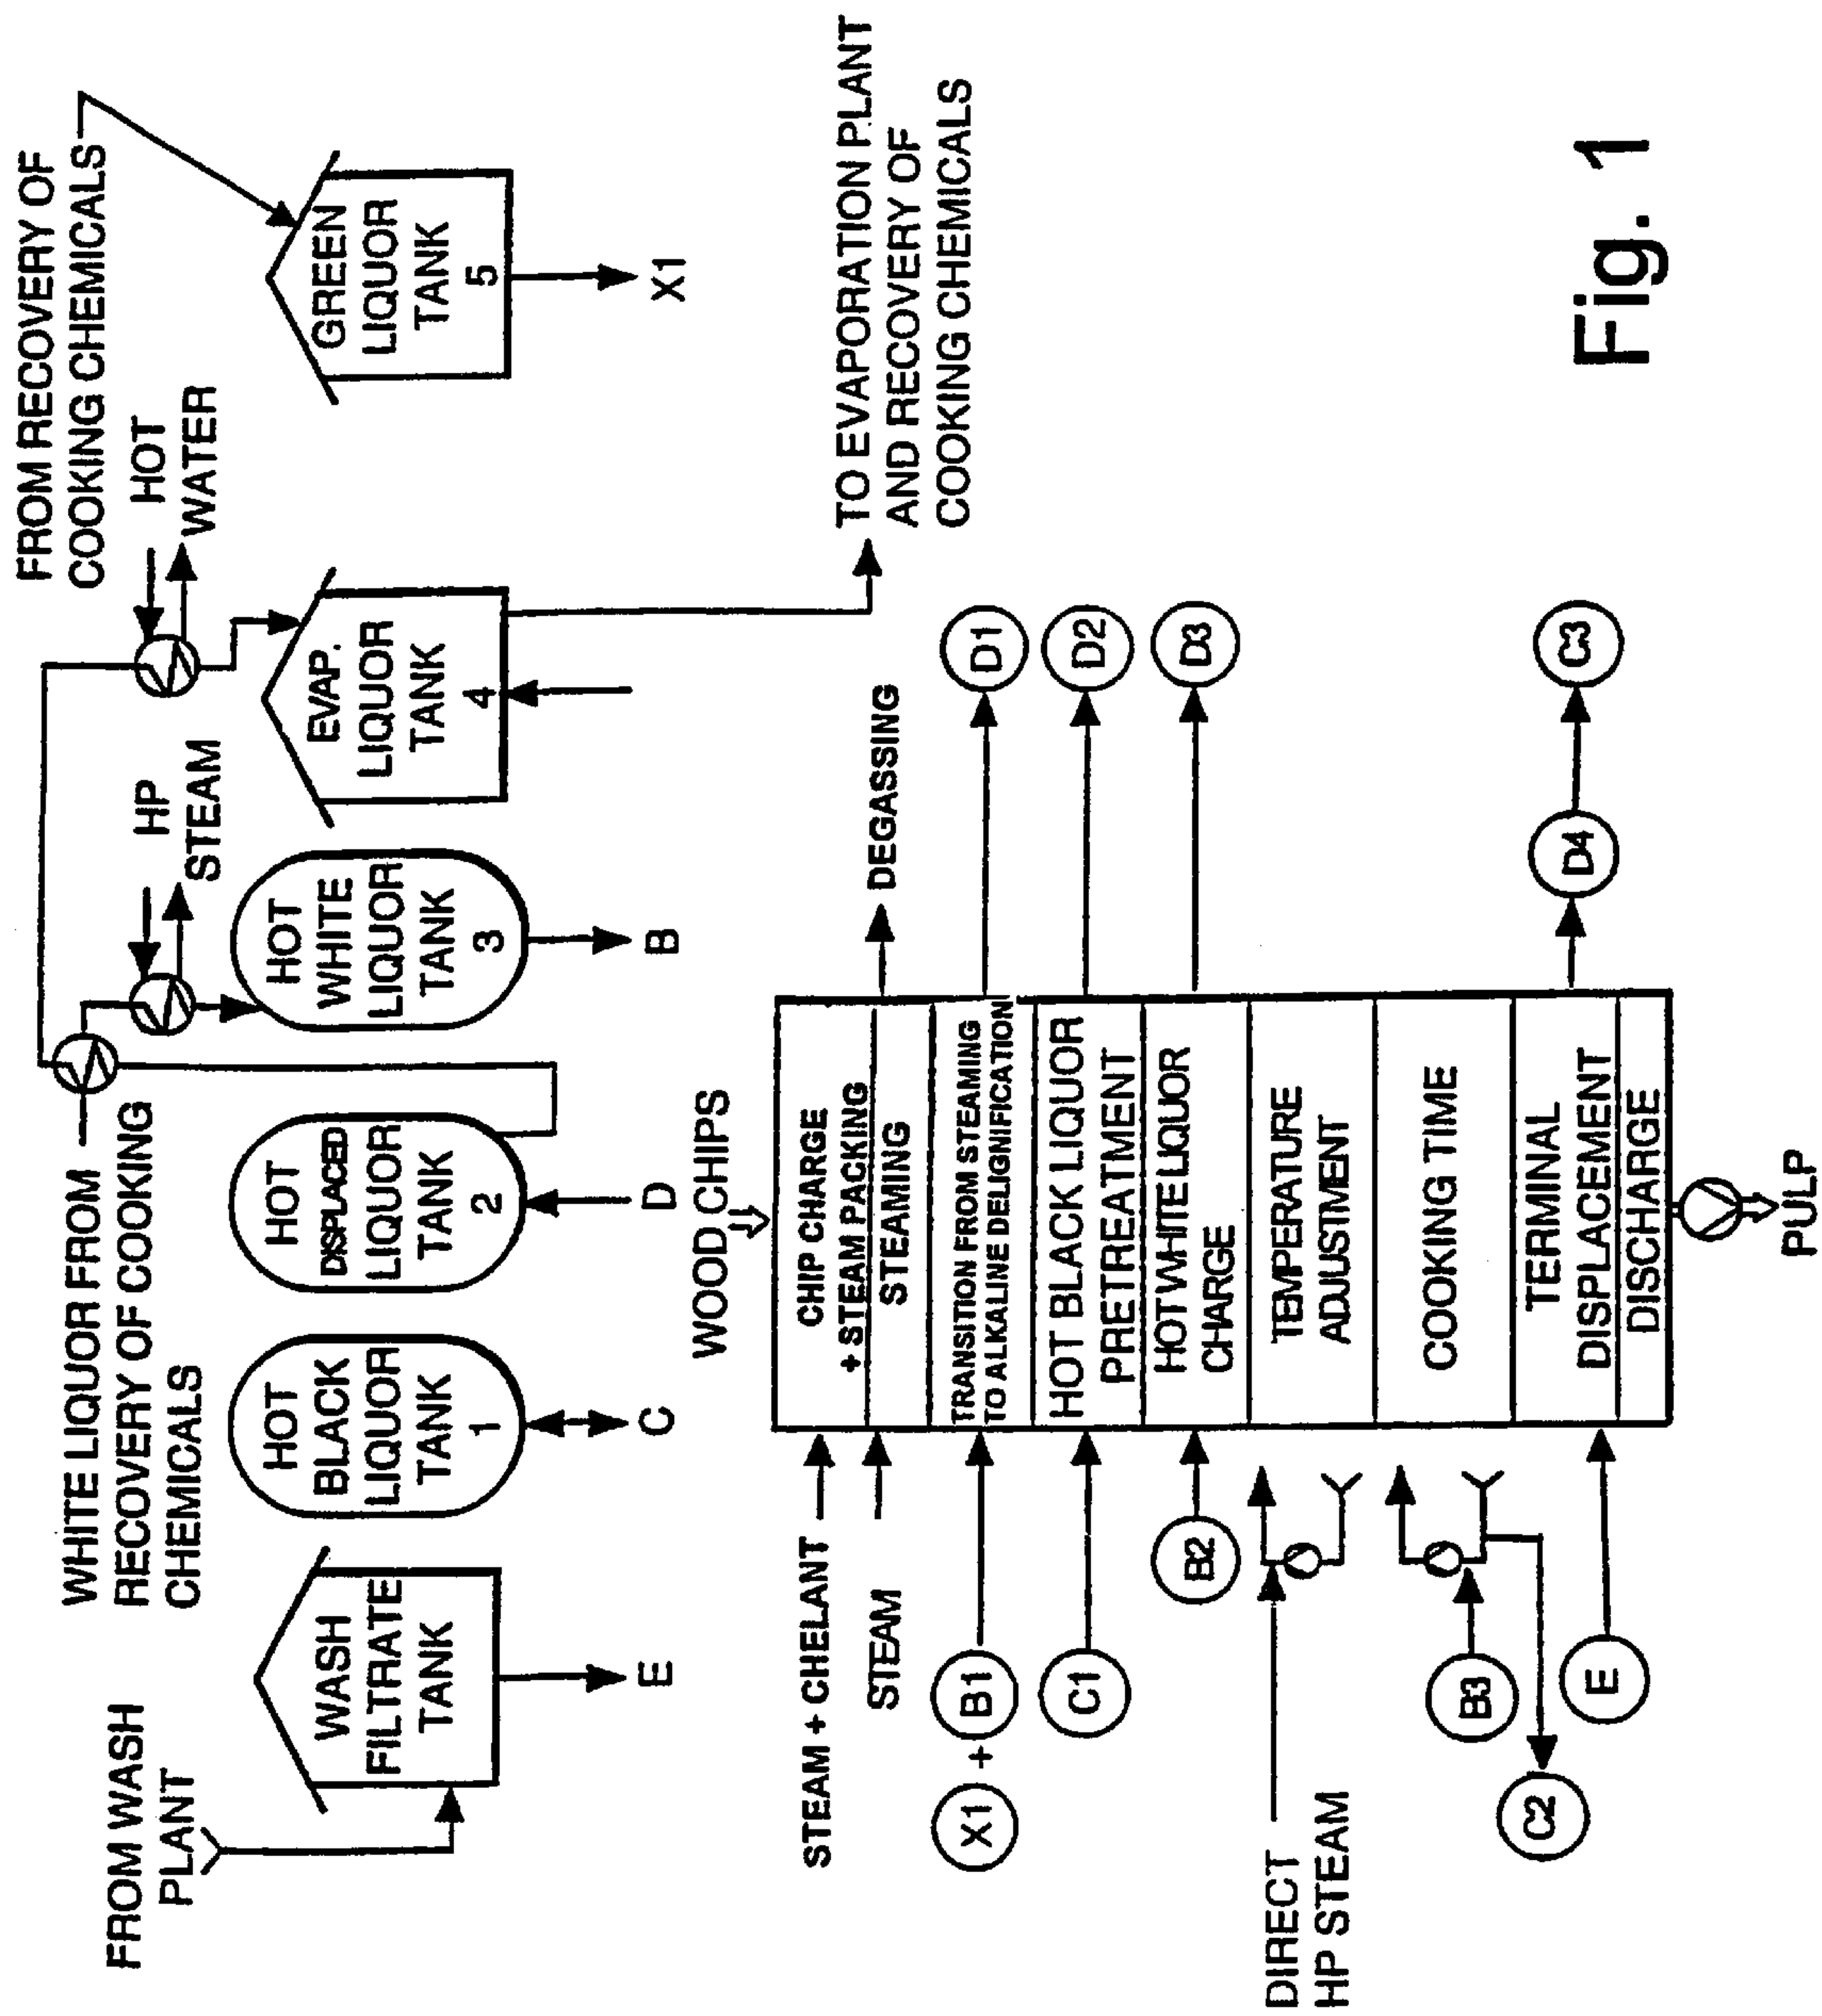 FROM WASH
PLANT
WASH
FILTRATE
TANK
E
WHITE LIQUOR FROM
RECOVERY OF COOKING
CHEMICALS
HOT
BLACK
LIQUOR
TANK
1
C
HOT
DISPLACED
LIQUOR
TANK
2
D
HP
STEAM
HOT
WHITE
LIQUOR
TANK
3
B
HOT
WATER
EVAP.
LIQUOR
TANK
4
FROM RECOVERY OF
COOKING CHEMICALS
GREEN
LIQUOR
TANK
5
X1
TO EVAPORATION PLANT
AND RECOVERY OF
COOKING CHEMICALS
WOOD CHIPS
STEAM + CHELANT
CHIP CHARGE
+ STEAM PACKING
STEAM
STEAMING
DEGASSING
X1 + B1
TRANSITION FROM STEAMING
TO ALKALINE DELIGNIFICATION
D1
C1
HOT BLACK LIQUOR
PRETREATMENT
D2
B2
HOT WHITE LIQUOR
CHARGE
D3
DIRECT
HP STEAM
TEMPERATURE
ADJUSTMENT
B3
COOKING TIME
C2
E
TERMINAL
DISPLACEMENT
D4
C3
DISCHARGE
PULP
Fig. 1